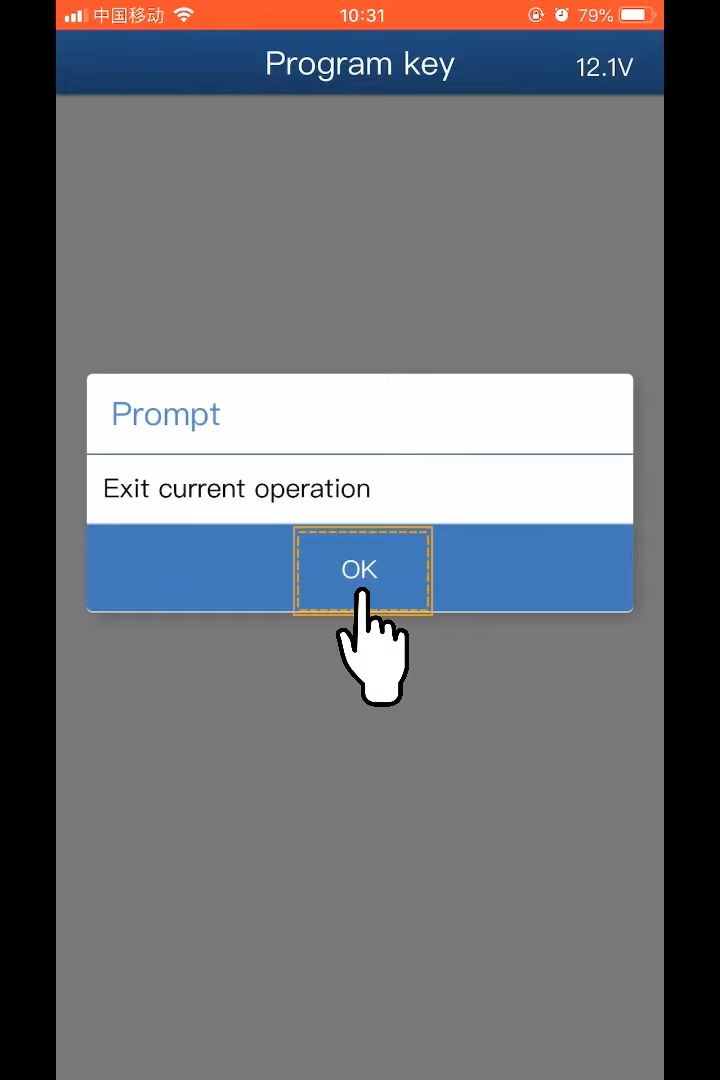 中国移动 10:31 79%
Program key 12.1V
Prompt
Exit current operation
OK